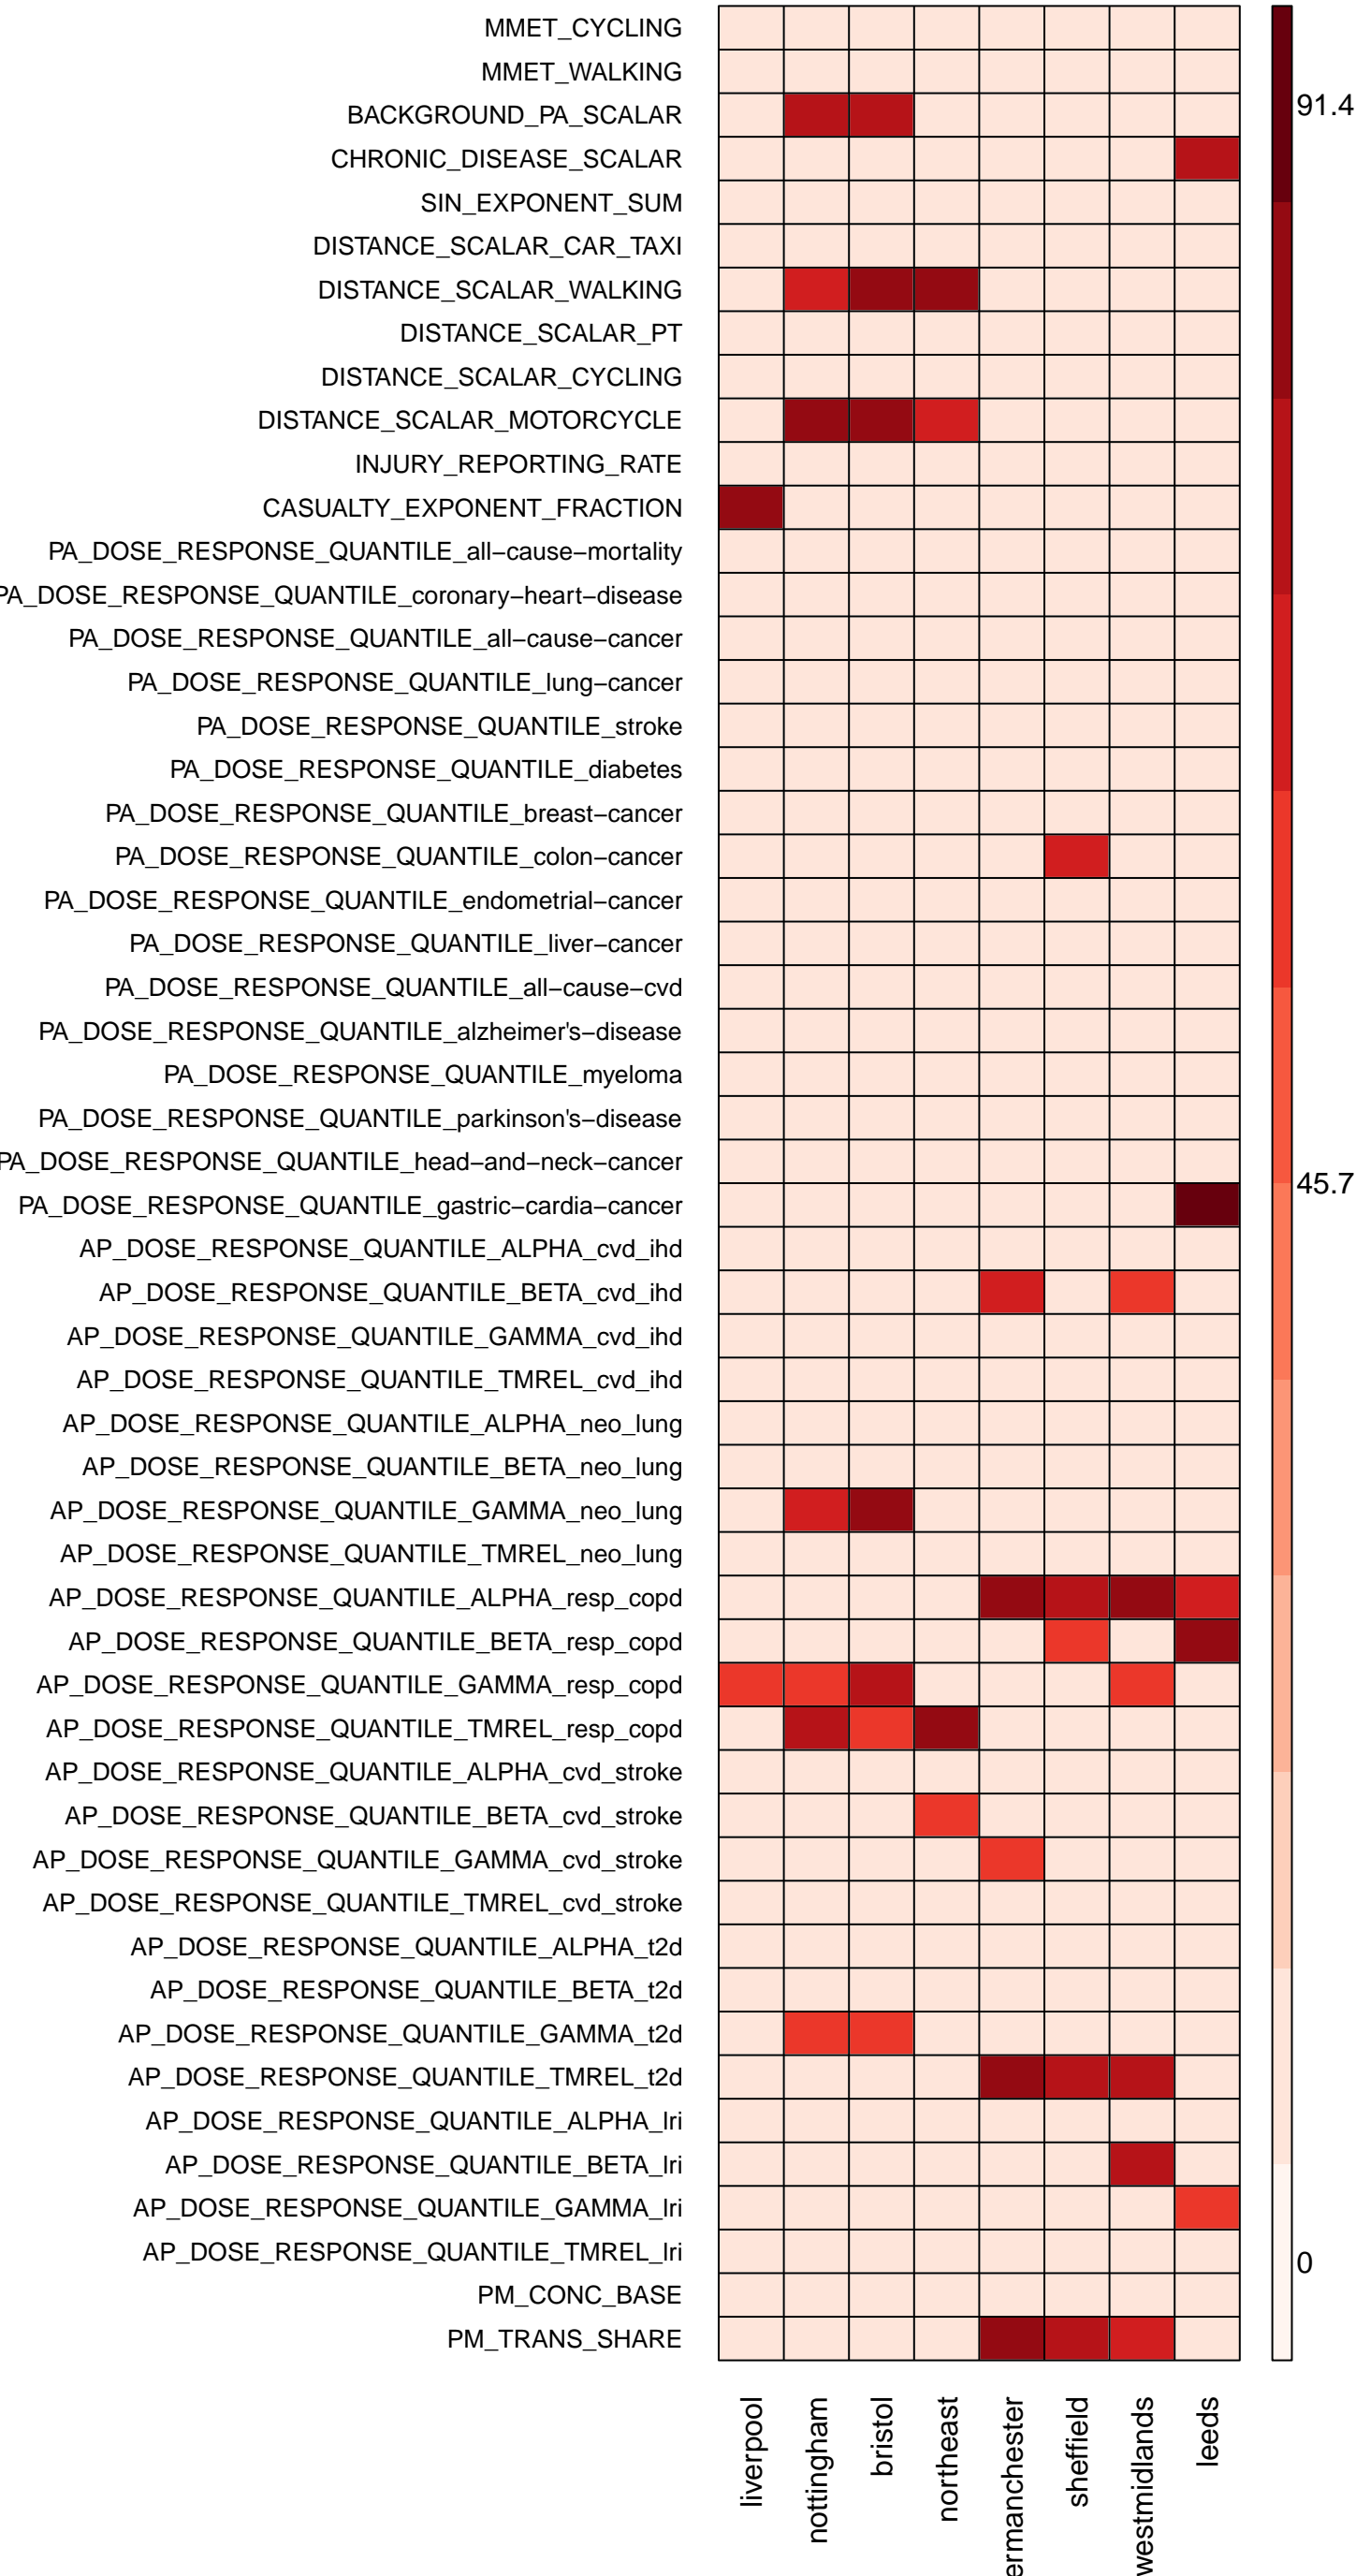 MMET_CYCLING
MMET_WALKING
BACKGROUND_PA_SCALAR
91.4
CHRONIC_DISEASE_SCALAR
SIN_EXPONENT_SUM
DISTANCE_SCALAR_CAR_TAXI
DISTANCE_SCALAR_WALKING
DISTANCE_SCALAR_PT
DISTANCE_SCALAR_CYCLING
DISTANCE_SCALAR_MOTORCYCLE
INJURY_REPORTING_RATE
CASUALTY_EXPONENT_FRACTION
PA_DOSE_RESPONSE_QUANTILE_all−cause−mortality
PA_DOSE_RESPONSE_QUANTILE_coronary−heart−disease
PA_DOSE_RESPONSE_QUANTILE_all−cause−cancer
PA_DOSE_RESPONSE_QUANTILE_lung−cancer
PA_DOSE_RESPONSE_QUANTILE_stroke
PA_DOSE_RESPONSE_QUANTILE_diabetes
PA_DOSE_RESPONSE_QUANTILE_breast−cancer
PA_DOSE_RESPONSE_QUANTILE_colon−cancer
PA_DOSE_RESPONSE_QUANTILE_endometrial−cancer
PA_DOSE_RESPONSE_QUANTILE_liver−cancer
PA_DOSE_RESPONSE_QUANTILE_all−cause−cvd
PA_DOSE_RESPONSE_QUANTILE_alzheimer's−disease
PA_DOSE_RESPONSE_QUANTILE_myeloma
PA_DOSE_RESPONSE_QUANTILE_parkinson's−disease
PA_DOSE_RESPONSE_QUANTILE_head−and−neck−cancer
45.7
PA_DOSE_RESPONSE_QUANTILE_gastric−cardia−cancer
AP_DOSE_RESPONSE_QUANTILE_ALPHA_cvd_ihd
AP_DOSE_RESPONSE_QUANTILE_BETA_cvd_ihd
AP_DOSE_RESPONSE_QUANTILE_GAMMA_cvd_ihd
AP_DOSE_RESPONSE_QUANTILE_TMREL_cvd_ihd
AP_DOSE_RESPONSE_QUANTILE_ALPHA_neo_lung
AP_DOSE_RESPONSE_QUANTILE_BETA_neo_lung
AP_DOSE_RESPONSE_QUANTILE_GAMMA_neo_lung
AP_DOSE_RESPONSE_QUANTILE_TMREL_neo_lung
AP_DOSE_RESPONSE_QUANTILE_ALPHA_resp_copd
AP_DOSE_RESPONSE_QUANTILE_BETA_resp_copd
AP_DOSE_RESPONSE_QUANTILE_GAMMA_resp_copd
AP_DOSE_RESPONSE_QUANTILE_TMREL_resp_copd
AP_DOSE_RESPONSE_QUANTILE_ALPHA_cvd_stroke
AP_DOSE_RESPONSE_QUANTILE_BETA_cvd_stroke
AP_DOSE_RESPONSE_QUANTILE_GAMMA_cvd_stroke
AP_DOSE_RESPONSE_QUANTILE_TMREL_cvd_stroke
AP_DOSE_RESPONSE_QUANTILE_ALPHA_t2d
AP_DOSE_RESPONSE_QUANTILE_BETA_t2d
AP_DOSE_RESPONSE_QUANTILE_GAMMA_t2d
AP_DOSE_RESPONSE_QUANTILE_TMREL_t2d
AP_DOSE_RESPONSE_QUANTILE_ALPHA_lri
AP_DOSE_RESPONSE_QUANTILE_BETA_lri
AP_DOSE_RESPONSE_QUANTILE_GAMMA_lri
AP_DOSE_RESPONSE_QUANTILE_TMREL_lri
0
PM_CONC_BASE
PM_TRANS_SHARE
liverpool
nottingham
bristol
northeast
ermanchester
sheffield
westmidlands
leeds